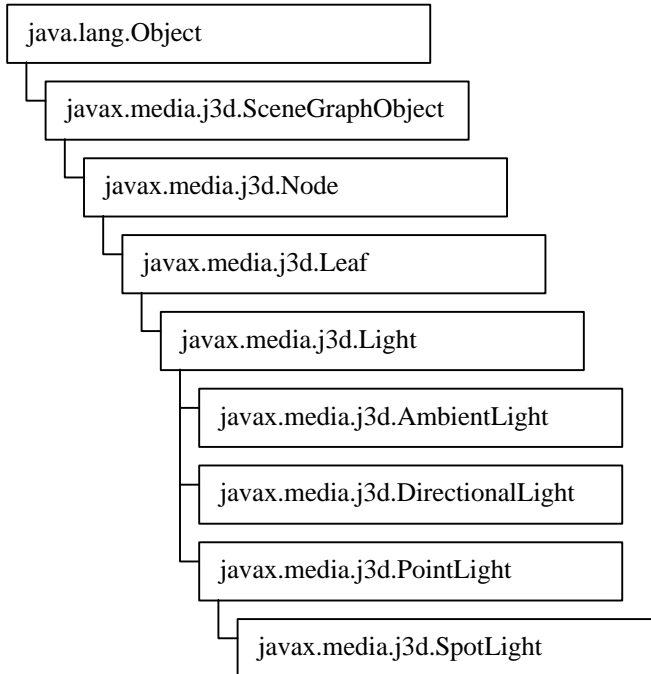 java.lang.Object
javax.media.j3d.SceneGraphObject
javax.media.j3d.Node
javax.media.j3d.Leaf
javax.media.j3d.Light
javax.media.j3d.AmbientLight
javax.media.j3d.DirectionalLight
javax.media.j3d.PointLight
javax.media.j3d.SpotLight